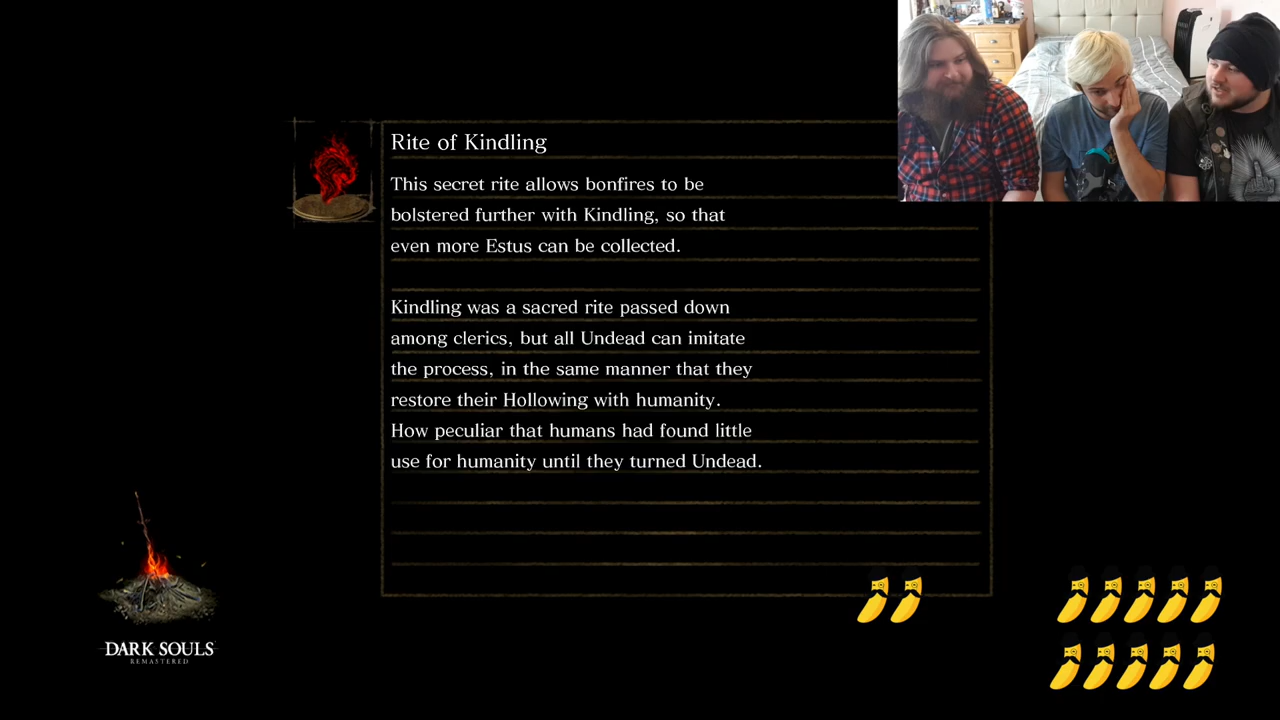 Rite of Kindling
This secret rite allows bonfires to be
bolstered further with Kindling, so that
even more Estus can be collected.
Kindling was a sacred rite passed down
among clerics, but all Undead can imitate
the process, in the same manner that they
restore their Hollowing with humanity.
How peculiar that humans had found little
use for humanity until they turned Undead.
DARK SOULS
REMASTERED